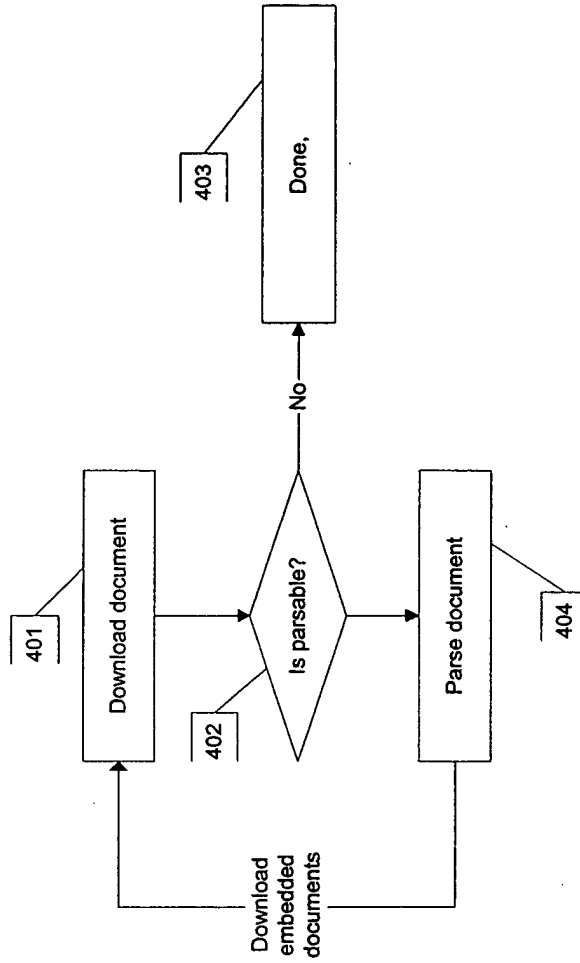 401
Download document
402
Is parsable?
No
403
Done,
Parse document
404
Download
embedded
documents